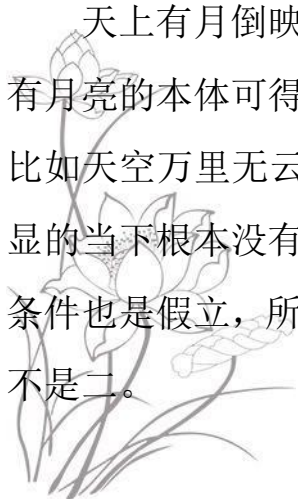 天上有月倒映
有月亮的本体可得
比如天空万里无云
显的当下根本没有
条件也是假立，所
不是二。